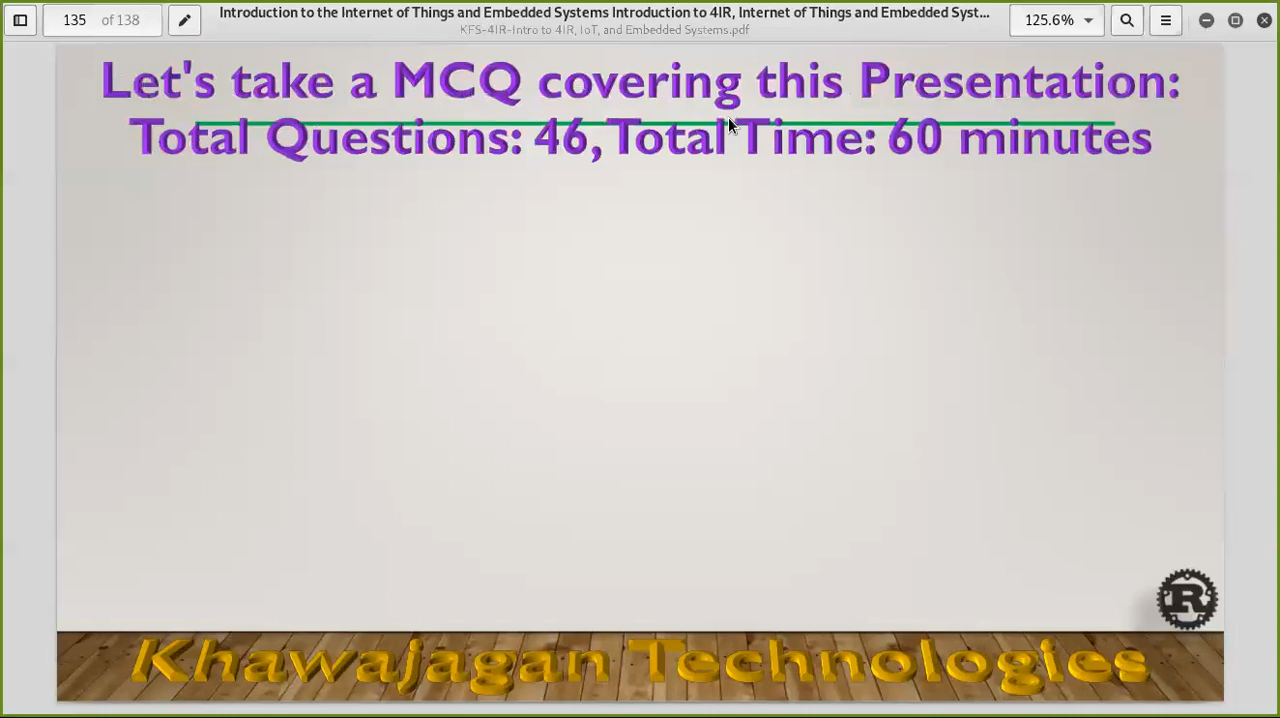 135 of 138
Introduction to the Internet of Things and Embedded Systems Introduction to 4IR, Internet of Things and Embedded Syst...
KFS-4IR-Intro to 4IR, IoT, and Embedded Systems.pdf
125.6%
Let's take a MCQ covering this Presentation:
Total Questions: 46, Total Time: 60 minutes
R
Khawajagan Technologies